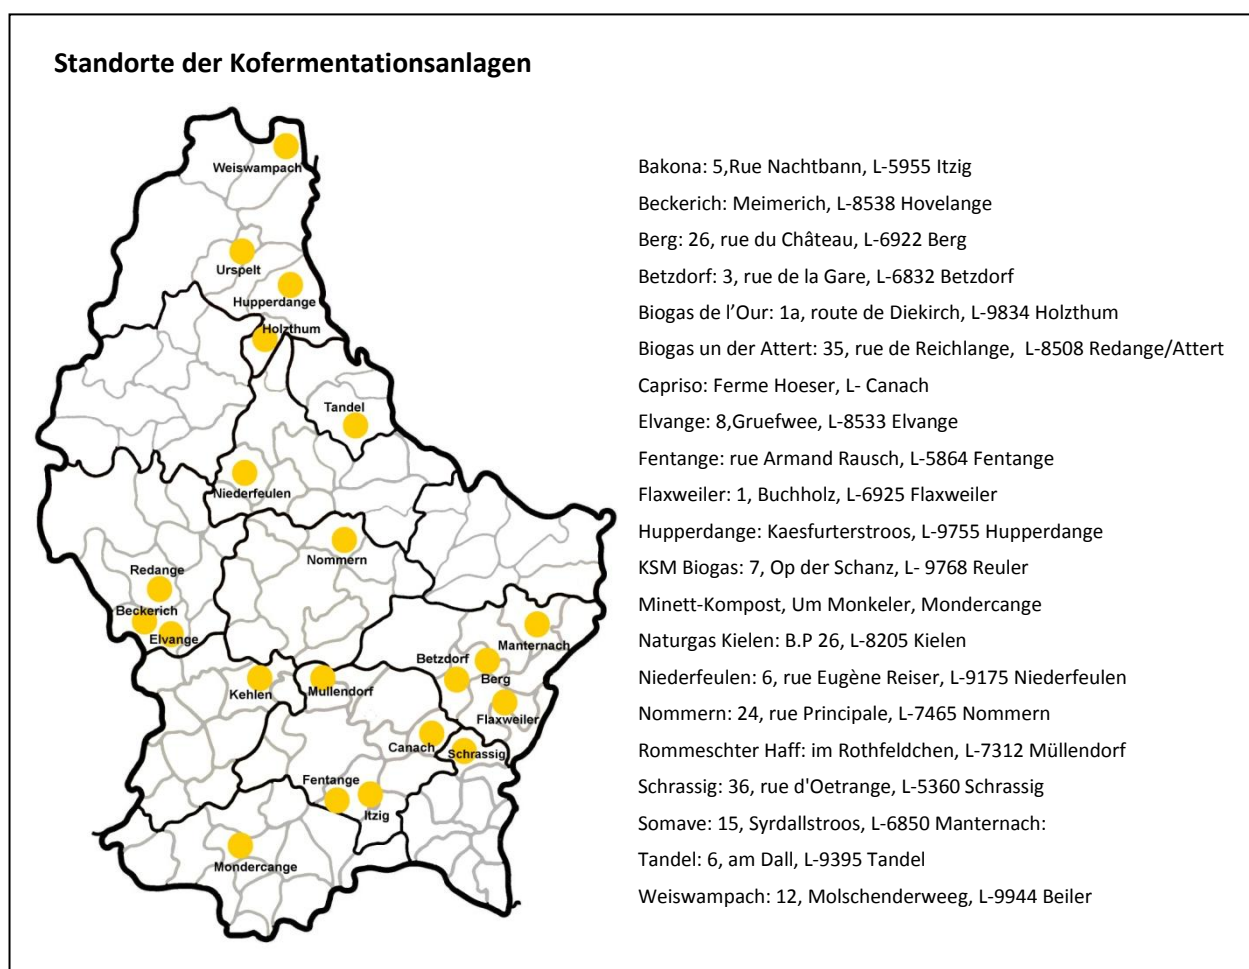 Standorte der Kofermentationsanlagen
Weiswampach
Urspelt
Hupperdange
Holzthum
Tandel
Niederfeulen
Nommern
Redange
Beckerich
Elvange
Manternach
Betzdorf
Berg
Kehlen
Mullendorf
Flaxweiler
Canach
Schrassig
Fentange
Itzig
Mondercange
Bakona: 5,Rue Nachtbann, L-5955 Itzig
Beckerich: Meimerich, L-8538 Hovelange
Berg: 26, rue du Château, L-6922 Berg
Betzdorf: 3, rue de la Gare, L-6832 Betzdorf
Biogas de l’Our: 1a, route de Diekirch, L-9834 Holzthum
Biogas un der Attert: 35, rue de Reichlange, L-8508 Redange/Attert
Capriso: Ferme Hoeser, L- Canach
Elvange: 8,Gruefwee, L-8533 Elvange
Fentange: rue Armand Rausch, L-5864 Fentange
Flaxweiler: 1, Buchholz, L-6925 Flaxweiler
Hupperdange: Kaesfurterstroos, L-9755 Hupperdange
KSM Biogas: 7, Op der Schanz, L- 9768 Reuler
Minett-Kompost, Um Monkeler, Mondercange
Naturgas Kielen: B.P 26, L-8205 Kielen
Niederfeulen: 6, rue Eugène Reiser, L-9175 Niederfeulen
Nommern: 24, rue Principale, L-7465 Nommern
Rommeschter Haff: im Rothfeldchen, L-7312 Müllendorf
Schrassig: 36, rue d'Oetrange, L-5360 Schrassig
Somave: 15, Syrdallstroos, L-6850 Manternach:
Tandel: 6, am Dall, L-9395 Tandel
Weiswampach: 12, Molschenderweeg, L-9944 Beiler